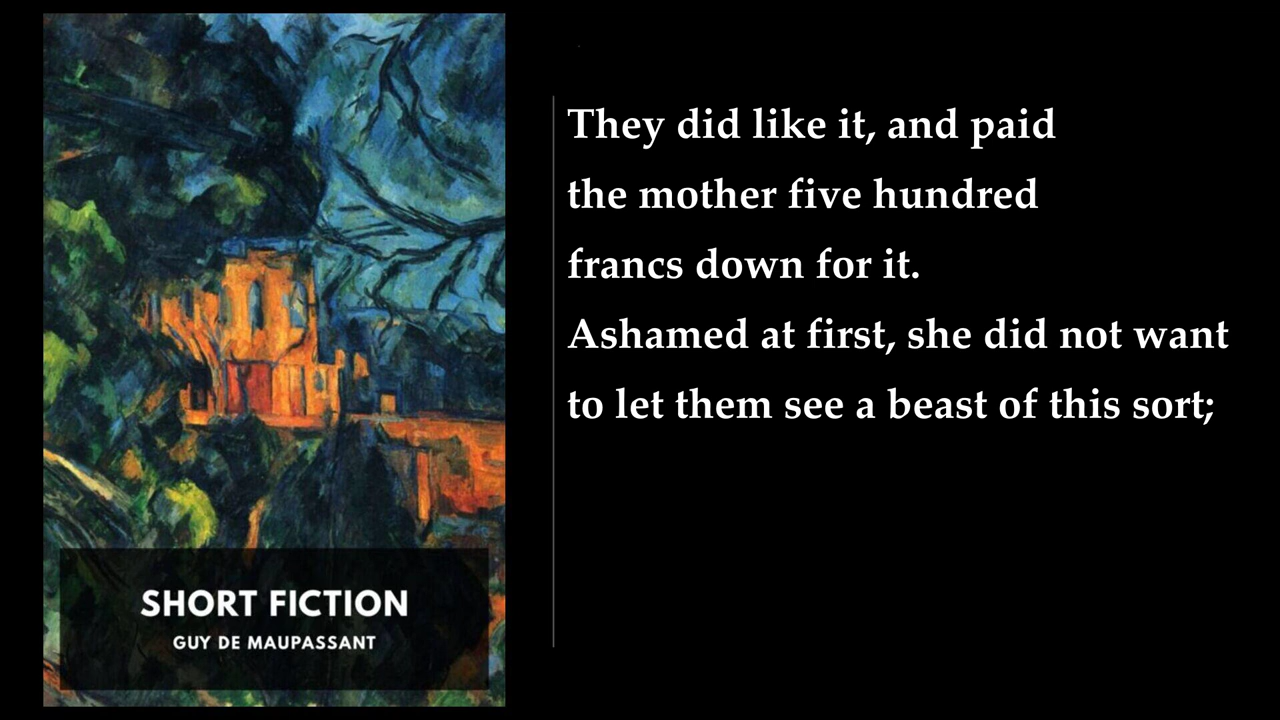 They did like it, and paid
the mother five hundred
francs down for it.
Ashamed at first, she did not want
to let them see a beast of this sort;
SHORT FICTION
GUY DE MAUPASSANT